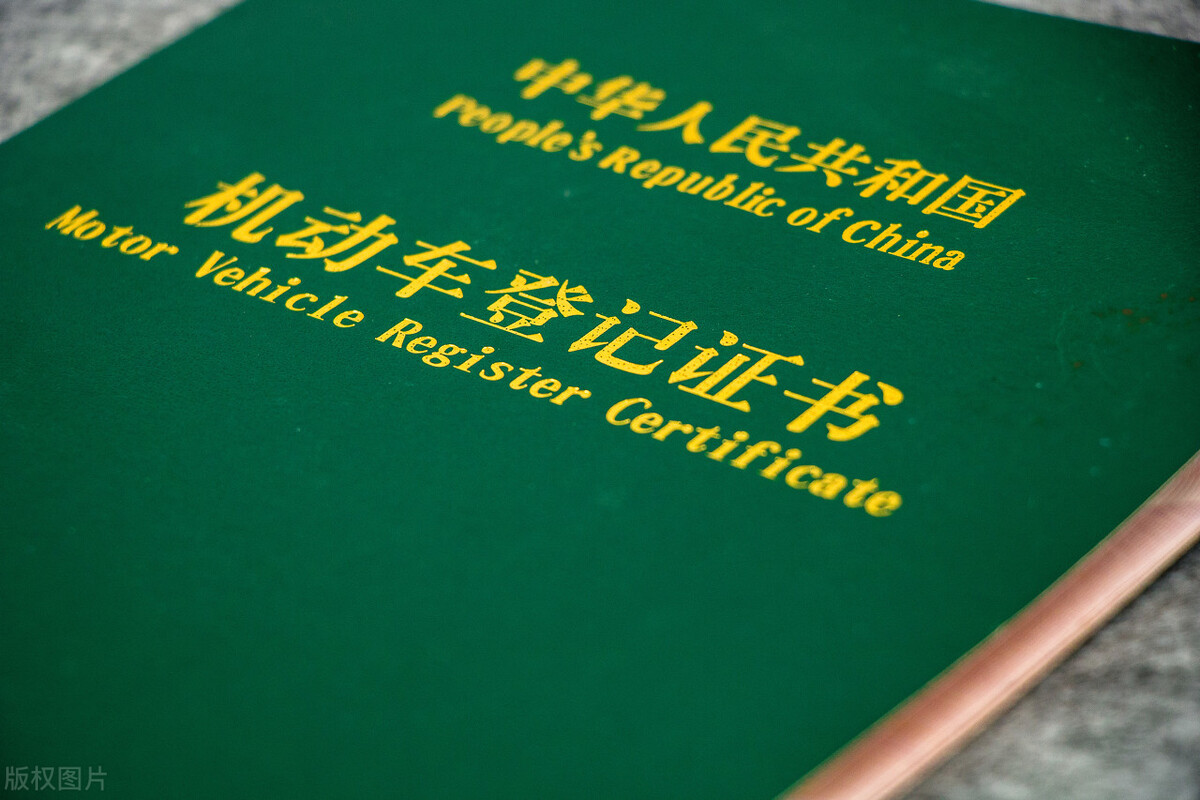 中华人民共和国
People's Republic of China
机动车登记证书
Motor Vehicle Register Certificate
版权图片